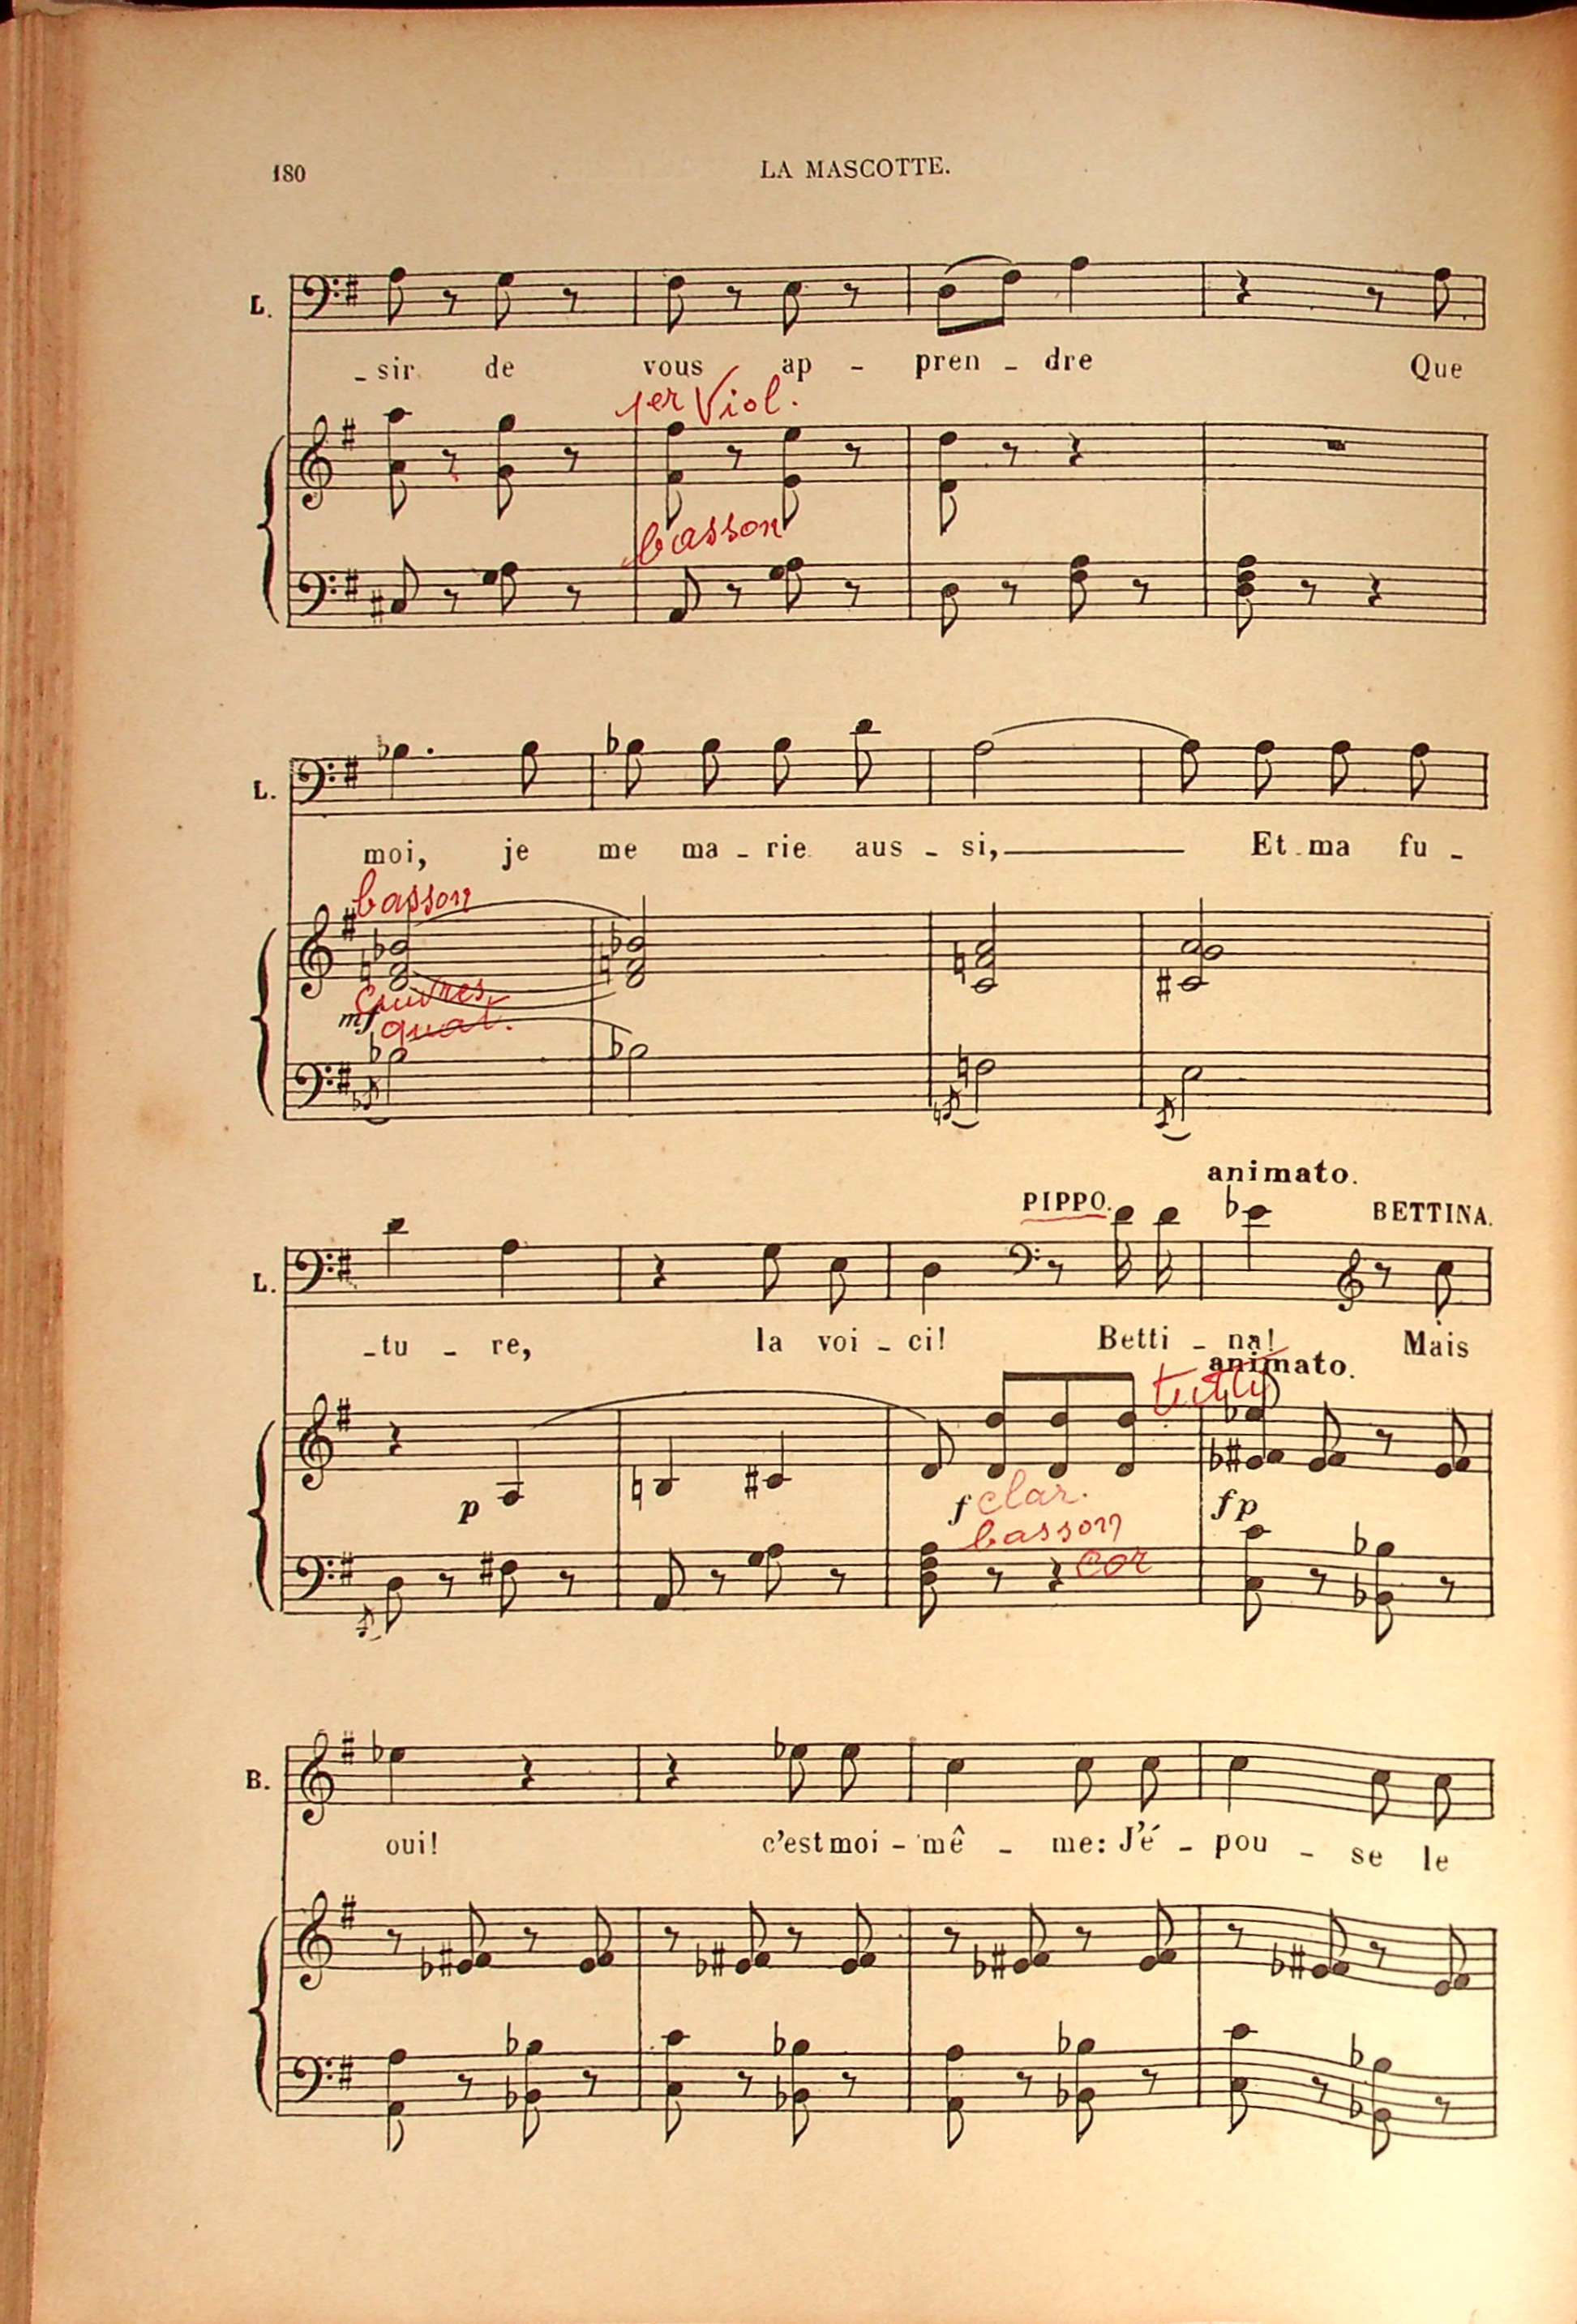 180
LA MASCOTTE.
L.
_ sir de vous ap - pren - dre Que
1er Viol.
basson
L.
moi, je me ma - rie aus - si, Et ma fu -
basson
Cuivres
mf quat.
animato.
PIPPO. BETTINA.
L.
_ tu - re, la voi - ci! Betti - na! Mais
animato.
tutti
p f clar. fp
basson
cor
B.
oui! c'est moi - mê - me: J'é - pou - se le